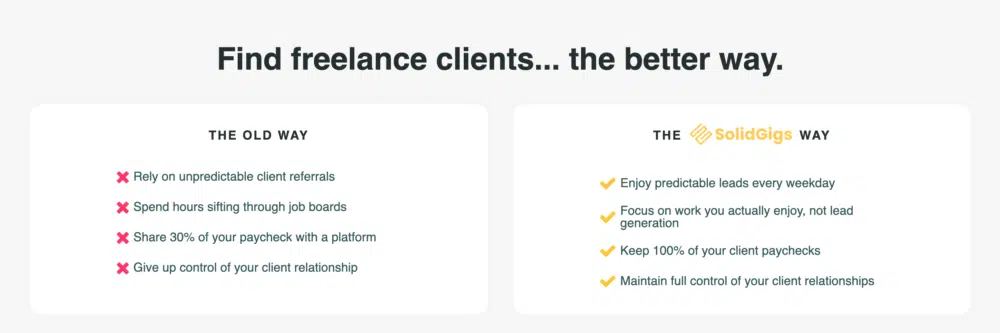 Find freelance clients... the better way.
THE OLD WAY
Rely on unpredictable client referrals
Spend hours sifting through job boards
Share 30% of your paycheck with a platform
Give up control of your client relationship
THE SolidGigs WAY
Enjoy predictable leads every weekday
Focus on work you actually enjoy, not lead
generation
Keep 100% of your client paychecks
Maintain full control of your client relationships